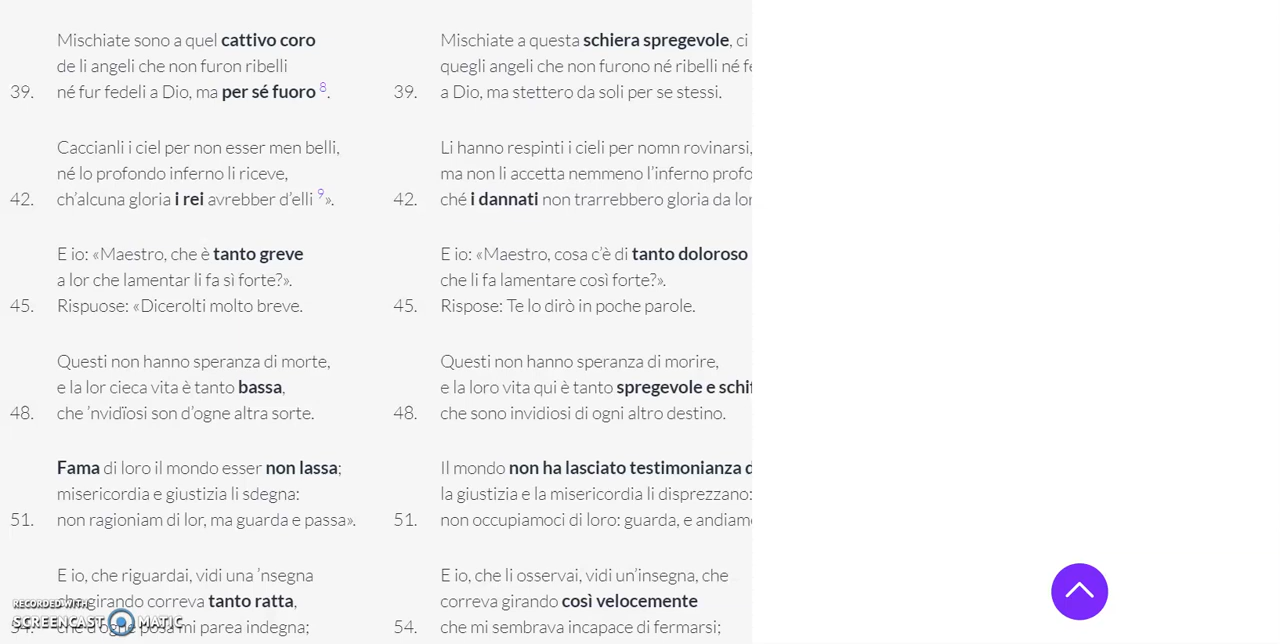 Mischiate sono a quel cattivo coro
de li angeli che non furon ribelli
39. né fur fedeli a Dio, ma per sé fuoro 8.
Caccianli i ciel per non esser men belli,
né lo profondo inferno li riceve,
42. ch'alcuna gloria i rei avrebber d'elli 9».
E io: «Maestro, che è tanto greve
a lor che lamentar li fa sì forte?».
45. Rispuose: «Dicerolti molto breve.
Questi non hanno speranza di morte,
e la lor cieca vita è tanto bassa,
48. che 'nvidïosi son d'ogne altra sorte.
Fama di loro il mondo esser non lassa;
misericordia e giustizia li sdegna:
51. non ragioniam di lor, ma guarda e passa».
E io, che riguardai, vidi una 'nsegna
che girando correva tanto ratta,
54. che d'ogne posa mi parea indegna;
Mischiate a questa schiera spregevole, ci
quegli angeli che non furono né ribelli né fe
39. a Dio, ma stettero da soli per se stessi.
Li hanno respinti i cieli per nomn rovinarsi,
ma non li accetta nemmeno l'inferno profo
42. ché i dannati non trarrebbero gloria da lor
E io: «Maestro, cosa c'è di tanto doloroso
che li fa lamentare così forte?».
45. Rispose: Te lo dirò in poche parole.
Questi non hanno speranza di morire,
e la loro vita qui è tanto spregevole e schif
48. che sono invidiosi di ogni altro destino.
Il mondo non ha lasciato testimonianza d
la giustizia e la misericordia li disprezzano:
51. non occupiamoci di loro: guarda, e andiamo
E io, che li osservai, vidi un'insegna, che
correva girando così velocemente
54. che mi sembrava incapace di fermarsi;
RECORDED WITH
SCREENCAST MATIC